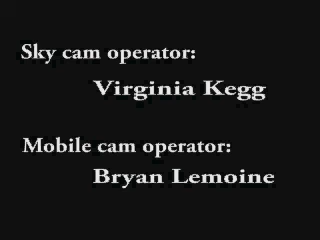 Sky cam operator:
Virginia Kegg
Mobile cam operator:
Bryan Lemoine